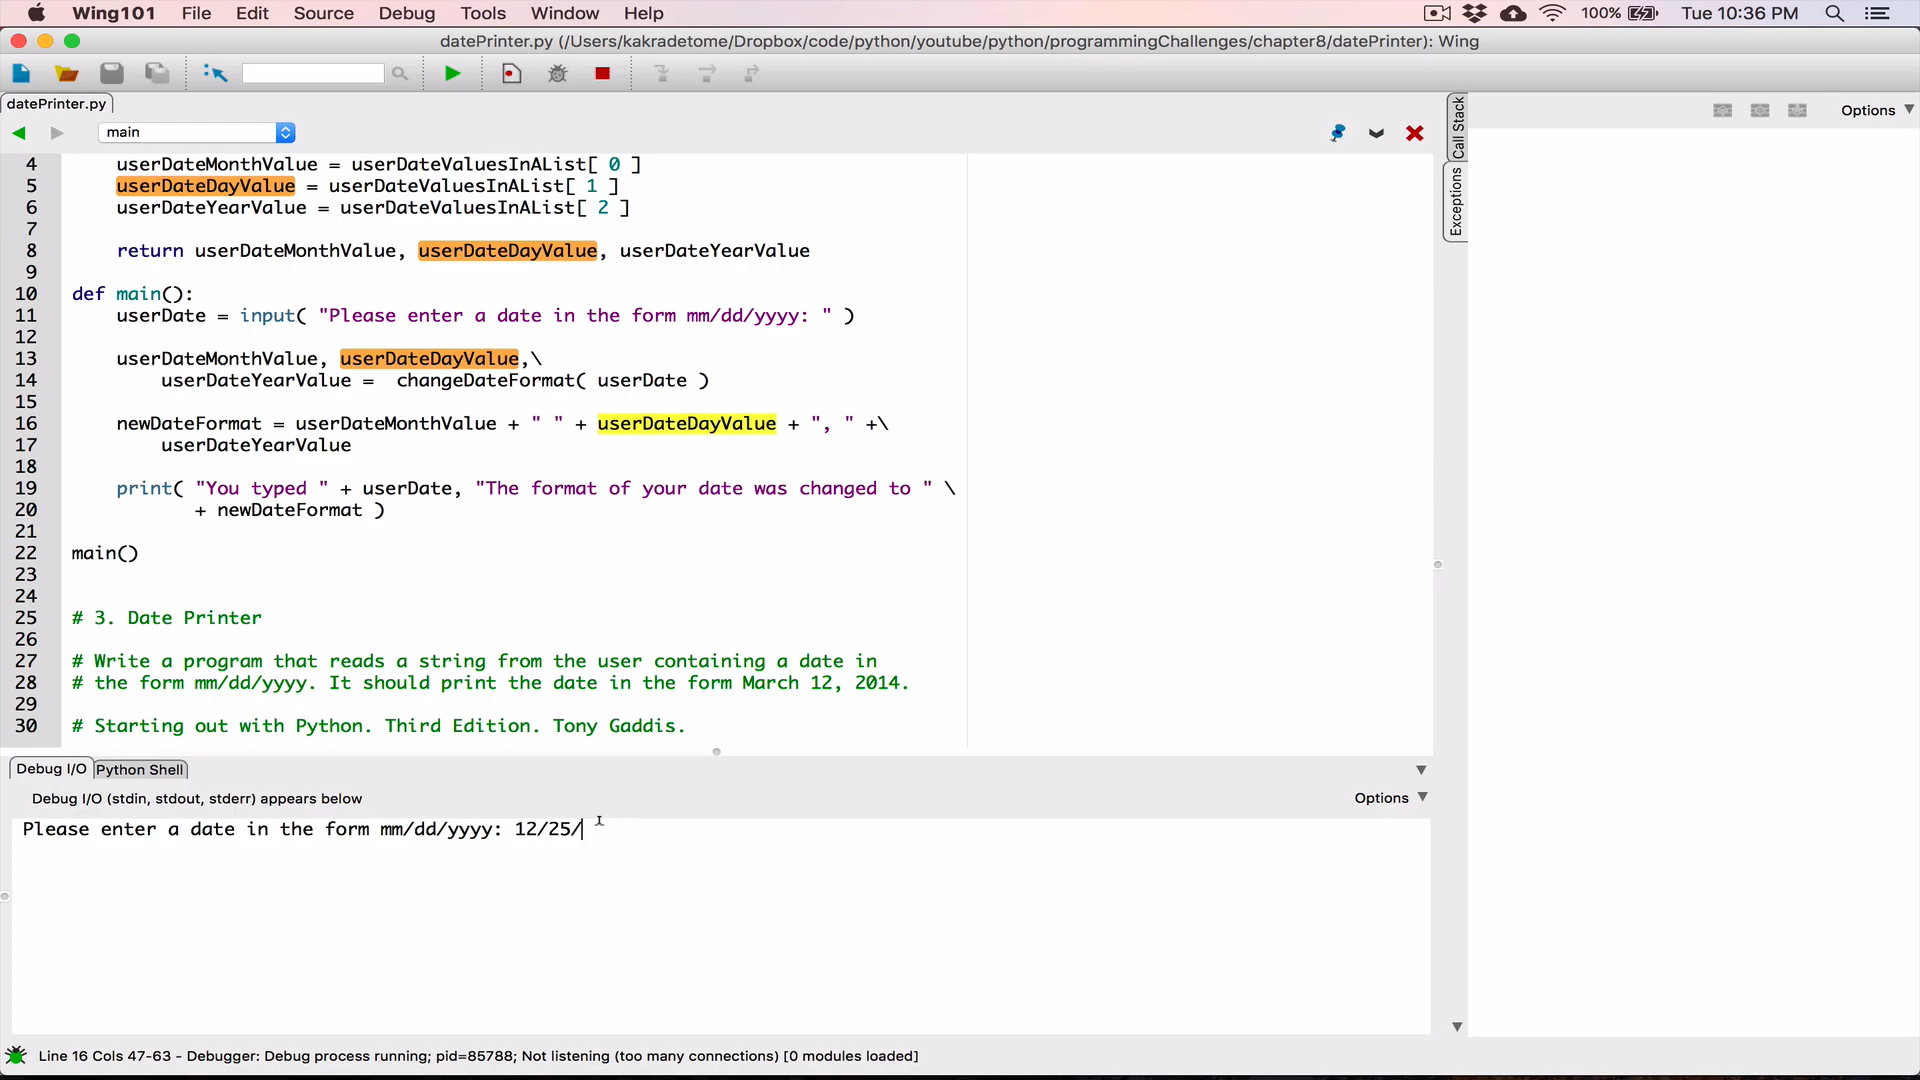 Wing101 File Edit Source Debug Tools Window Help 100% Tue 10:36 PM
datePrinter.py (/Users/kakradetome/Dropbox/code/python/youtube/python/programmingChallenges/chapter8/datePrinter): Wing
datePrinter.py
main
Call Stack
Exceptions
Options
4 userDateMonthValue = userDateValuesInAList[ 0 ]
5 userDateDayValue = userDateValuesInAList[ 1 ]
6 userDateYearValue = userDateValuesInAList[ 2 ]
7
8 return userDateMonthValue, userDateDayValue, userDateYearValue
9
10 def main():
11 userDate = input( "Please enter a date in the form mm/dd/yyyy: " )
12
13 userDateMonthValue, userDateDayValue,\
14 userDateYearValue =  changeDateFormat( userDate )
15
16 newDateFormat = userDateMonthValue + " " + userDateDayValue + ", " +\
17 userDateYearValue
18
19 print( "You typed " + userDate, "The format of your date was changed to " \
20 + newDateFormat )
21
22 main()
23
24
25 # 3. Date Printer
26
27 # Write a program that reads a string from the user containing a date in
28 # the form mm/dd/yyyy. It should print the date in the form March 12, 2014.
29
30 # Starting out with Python. Third Edition. Tony Gaddis.
Debug I/O Python Shell
Debug I/O (stdin, stdout, stderr) appears below Options
Please enter a date in the form mm/dd/yyyy: 12/25/
Line 16 Cols 47-63 - Debugger: Debug process running; pid=85788; Not listening (too many connections) [0 modules loaded]